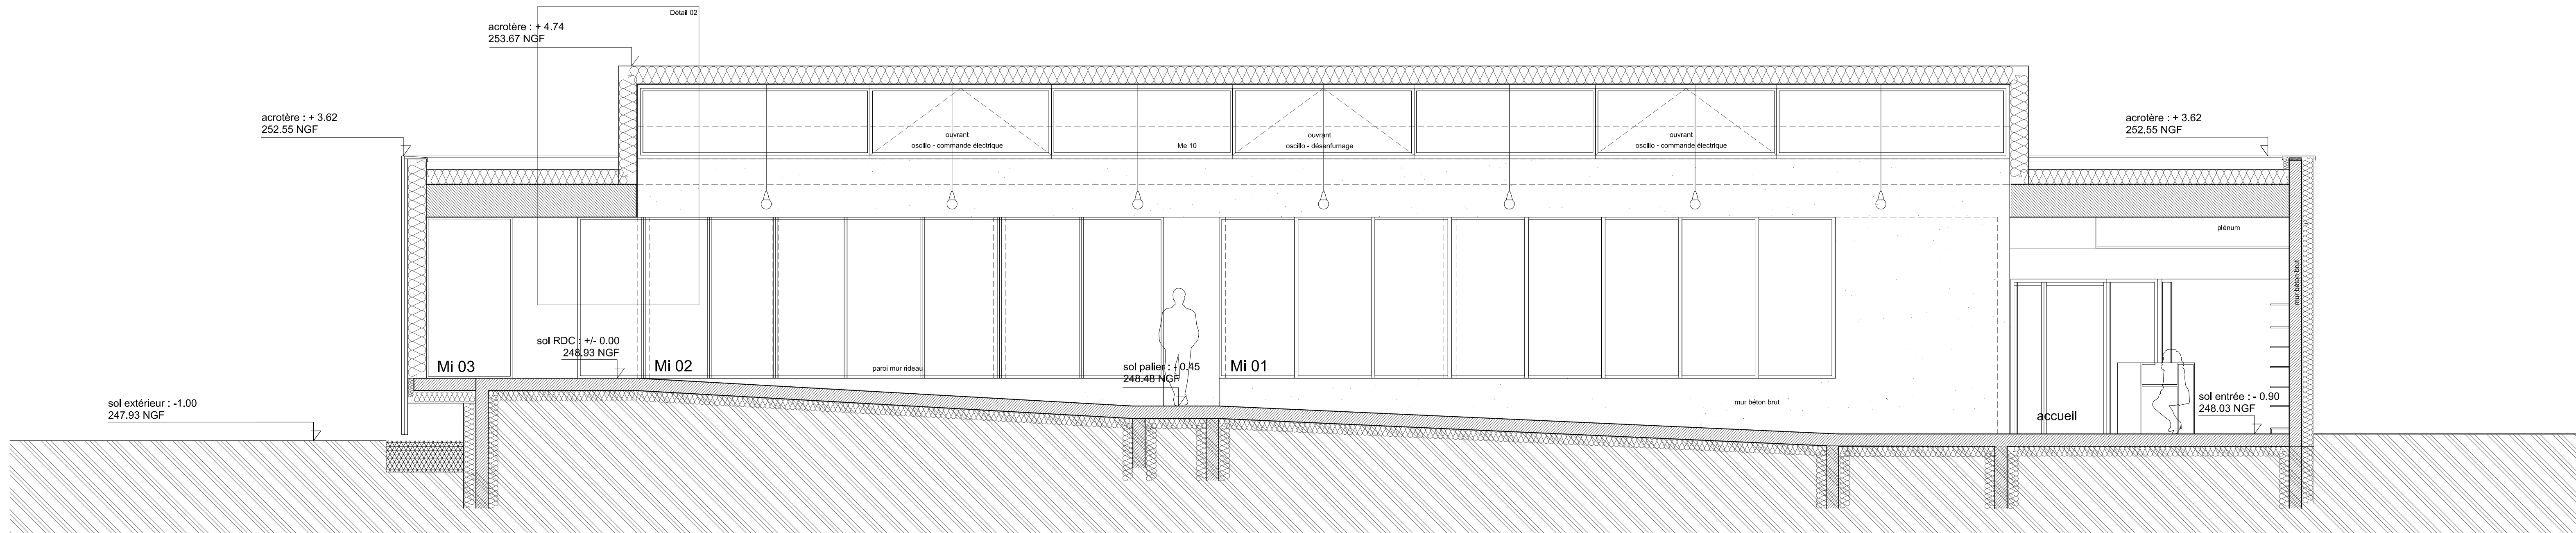 Détail 02
acrotère : + 4.74
253.67 NGF
acrotère : + 3.62
252.55 NGF
acrotère : + 3.62
252.55 NGF
ouvrant
oscillo - commande électrique
Me 10
ouvrant
oscillo - désenfumage
ouvrant
oscillo - commande électrique
plénum
mur béton brut
sol RDC : +/- 0.00
248.93 NGF
Mi 03
Mi 02
paroi mur rideau
sol palier : - 0.45
248.48 NGF
Mi 01
mur béton brut
sol extérieur : -1.00
247.93 NGF
accueil
sol entrée : - 0.90
248.03 NGF